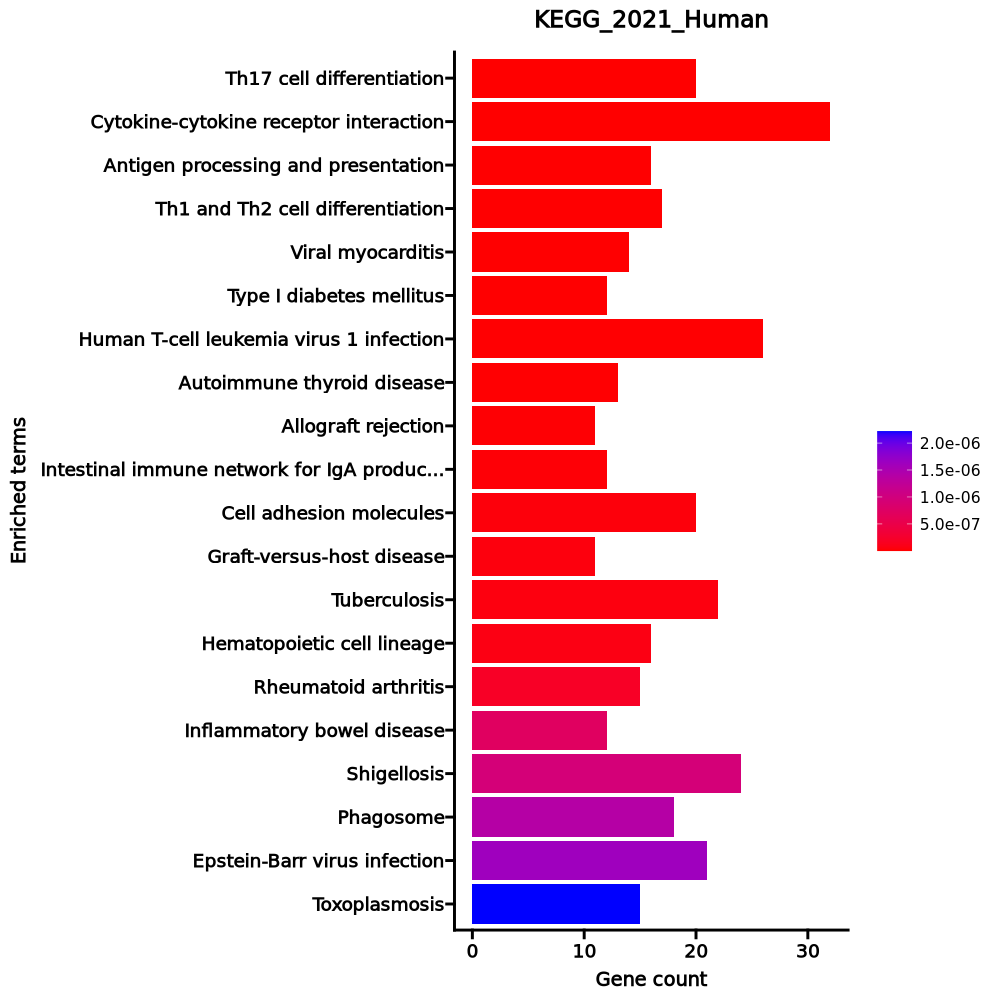 KEGG_2021_Human
Th17 cell differentiation
Cytokine-cytokine receptor interaction
Antigen processing and presentation
Th1 and Th2 cell differentiation
Viral myocarditis
Type I diabetes mellitus
Human T-cell leukemia virus 1 infection
Autoimmune thyroid disease
Allograft rejection
Intestinal immune network for IgA produc...
Cell adhesion molecules
Graft-versus-host disease
Tuberculosis
Hematopoietic cell lineage
Rheumatoid arthritis
Inflammatory bowel disease
Shigellosis
Phagosome
Epstein-Barr virus infection
Toxoplasmosis
Enriched terms
0 10 20 30
Gene count
2.0e-06
1.5e-06
1.0e-06
5.0e-07